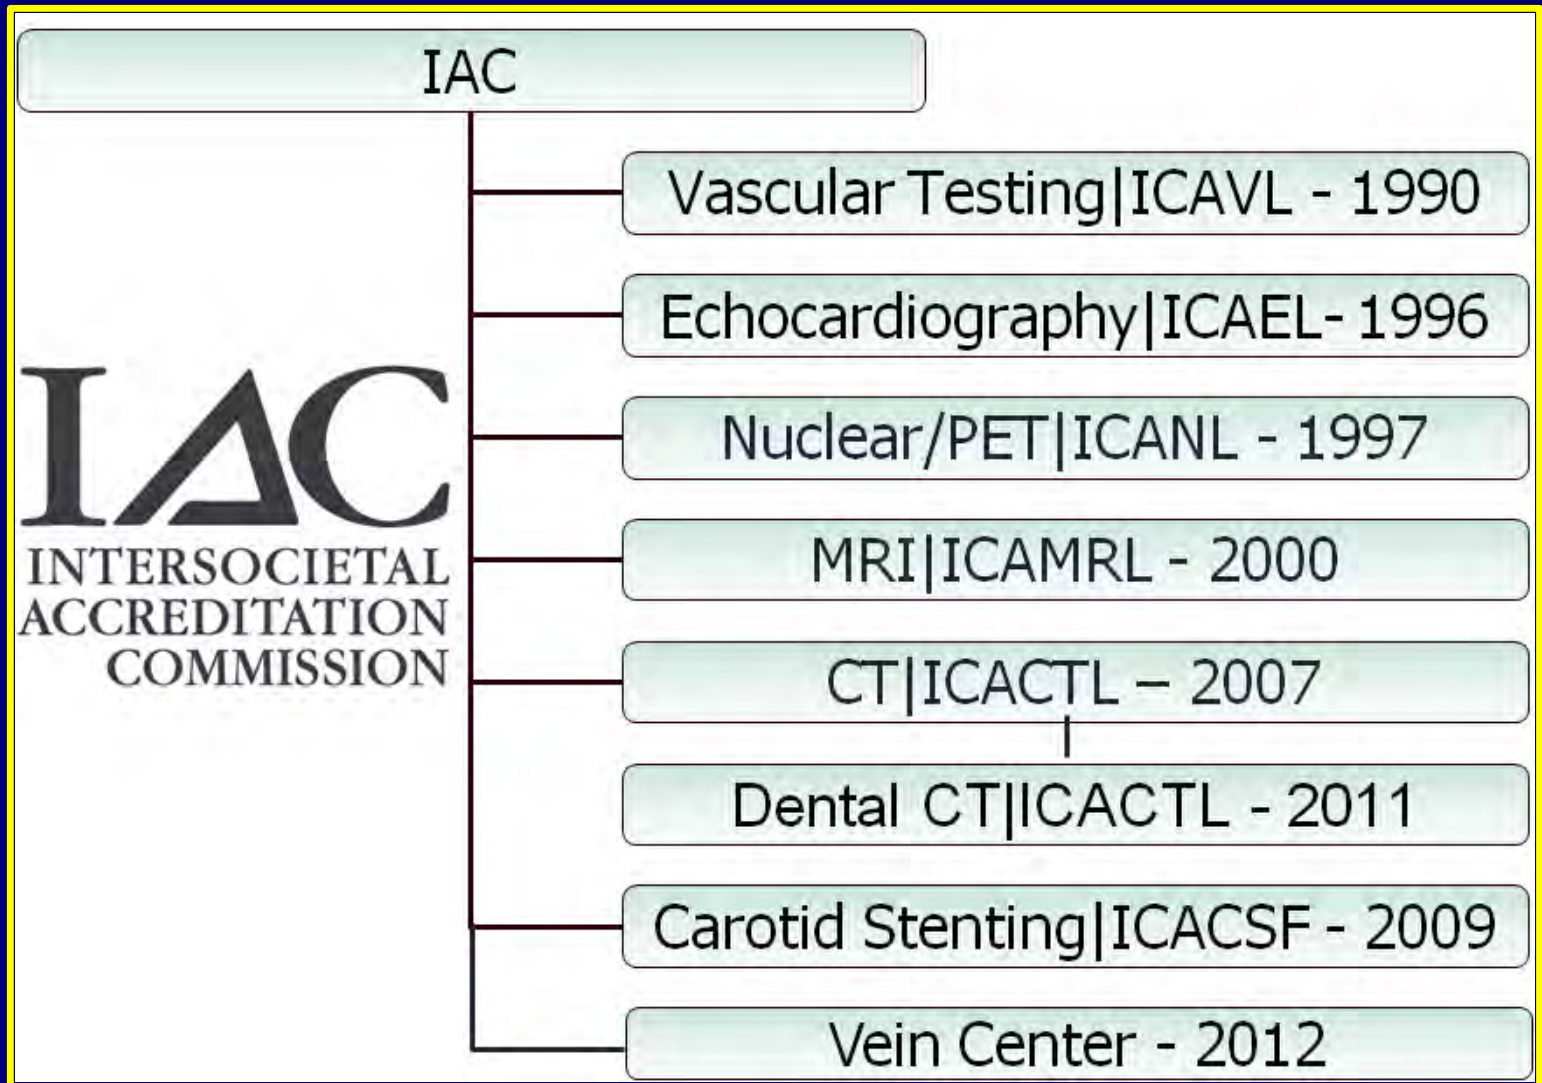 IAC
Vascular Testing|ICAVL - 1990
Echocardiography|ICAEL- 1996
Nuclear/PET|ICANL - 1997
MRI|ICAMRL - 2000
CT|ICACTL – 2007
Dental CT|ICACTL - 2011
Carotid Stenting|ICACSF - 2009
Vein Center - 2012
IAC
INTERSOCIETAL
ACCREDITATION
COMMISSION